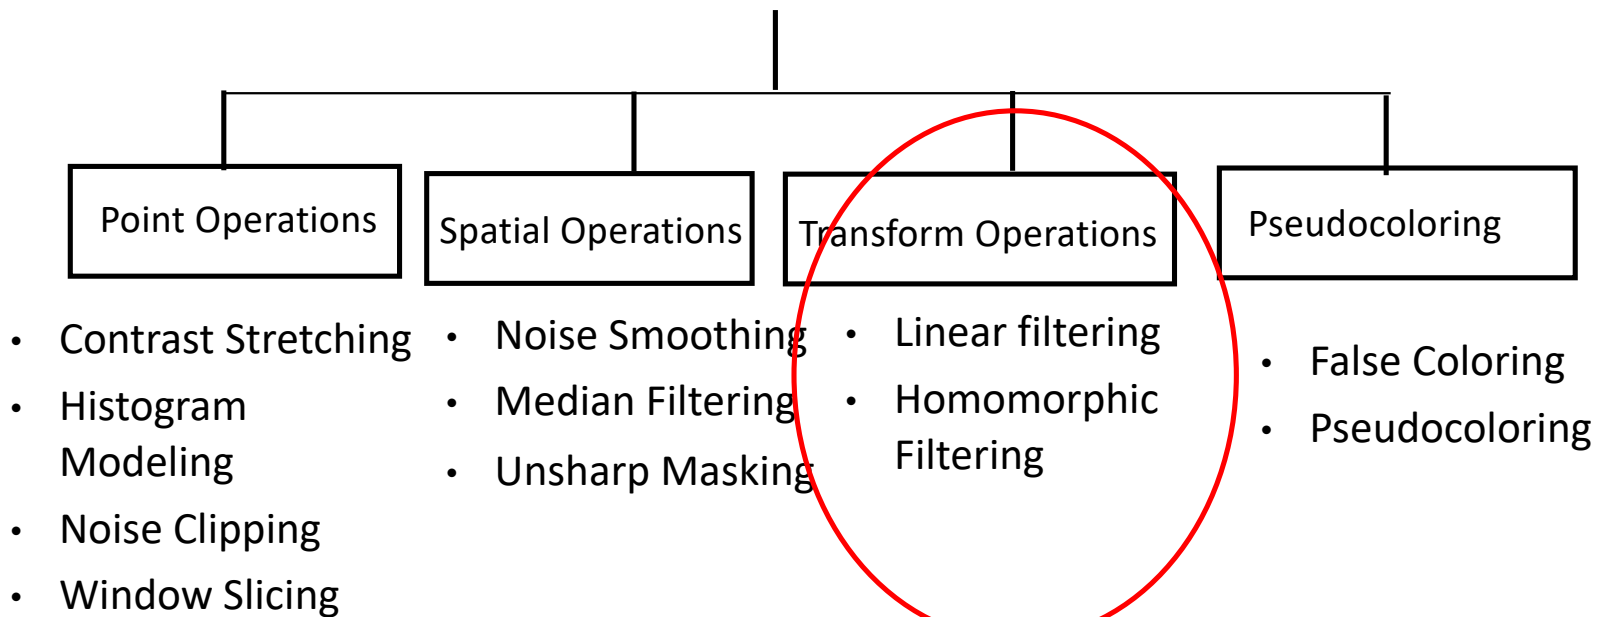 Point Operations
• Contrast Stretching
• Histogram
Modeling
• Noise Clipping
• Window Slicing
Spatial Operations
• Noise Smoothing
• Median Filtering
• Unsharp Masking
Transform Operations
• Linear filtering
• Homomorphic
Filtering
Pseudocoloring
• False Coloring
• Pseudocoloring